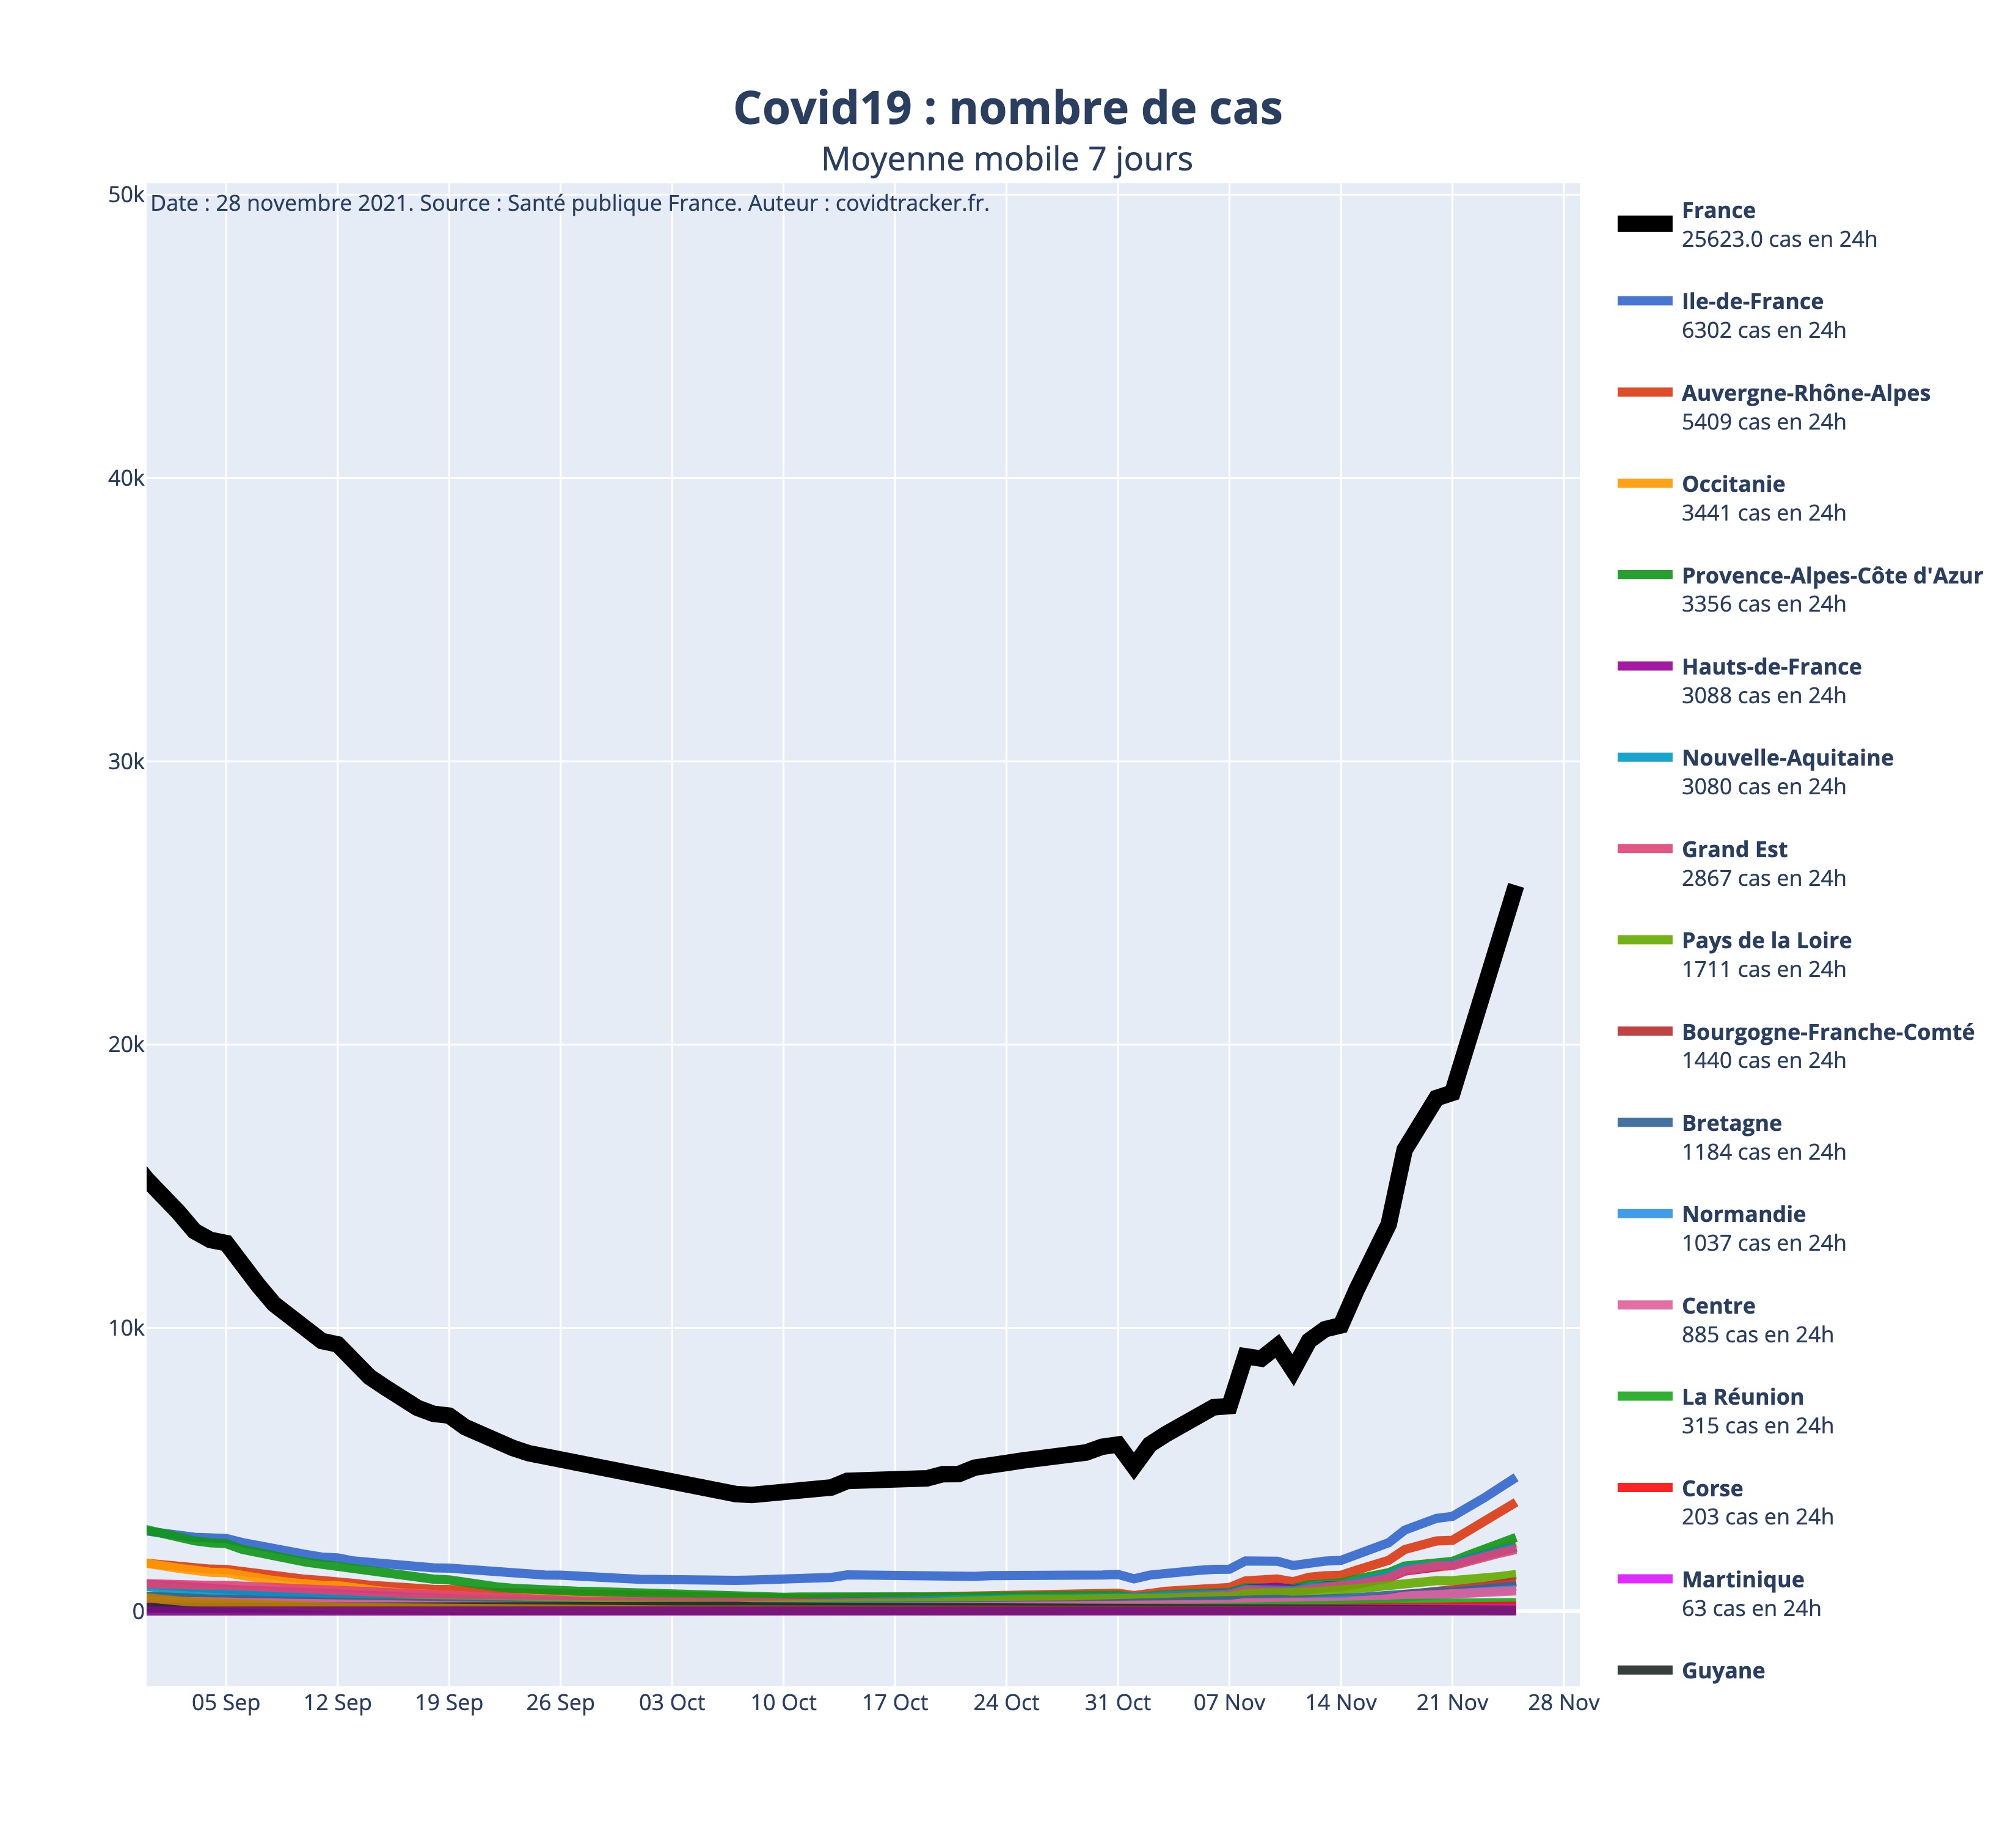 Covid19 : nombre de cas
Moyenne mobile 7 jours
Date : 28 novembre 2021. Source : Santé publique France. Auteur : covidtracker.fr.
50k
40k
30k
20k
10k
0
05 Sep
12 Sep
19 Sep
26 Sep
03 Oct
10 Oct
17 Oct
24 Oct
31 Oct
07 Nov
14 Nov
21 Nov
28 Nov
France
25623.0 cas en 24h
Ile-de-France
6302 cas en 24h
Auvergne-Rhône-Alpes
5409 cas en 24h
Occitanie
3441 cas en 24h
Provence-Alpes-Côte d'Azur
3356 cas en 24h
Hauts-de-France
3088 cas en 24h
Nouvelle-Aquitaine
3080 cas en 24h
Grand Est
2867 cas en 24h
Pays de la Loire
1711 cas en 24h
Bourgogne-Franche-Comté
1440 cas en 24h
Bretagne
1184 cas en 24h
Normandie
1037 cas en 24h
Centre
885 cas en 24h
La Réunion
315 cas en 24h
Corse
203 cas en 24h
Martinique
63 cas en 24h
Guyane